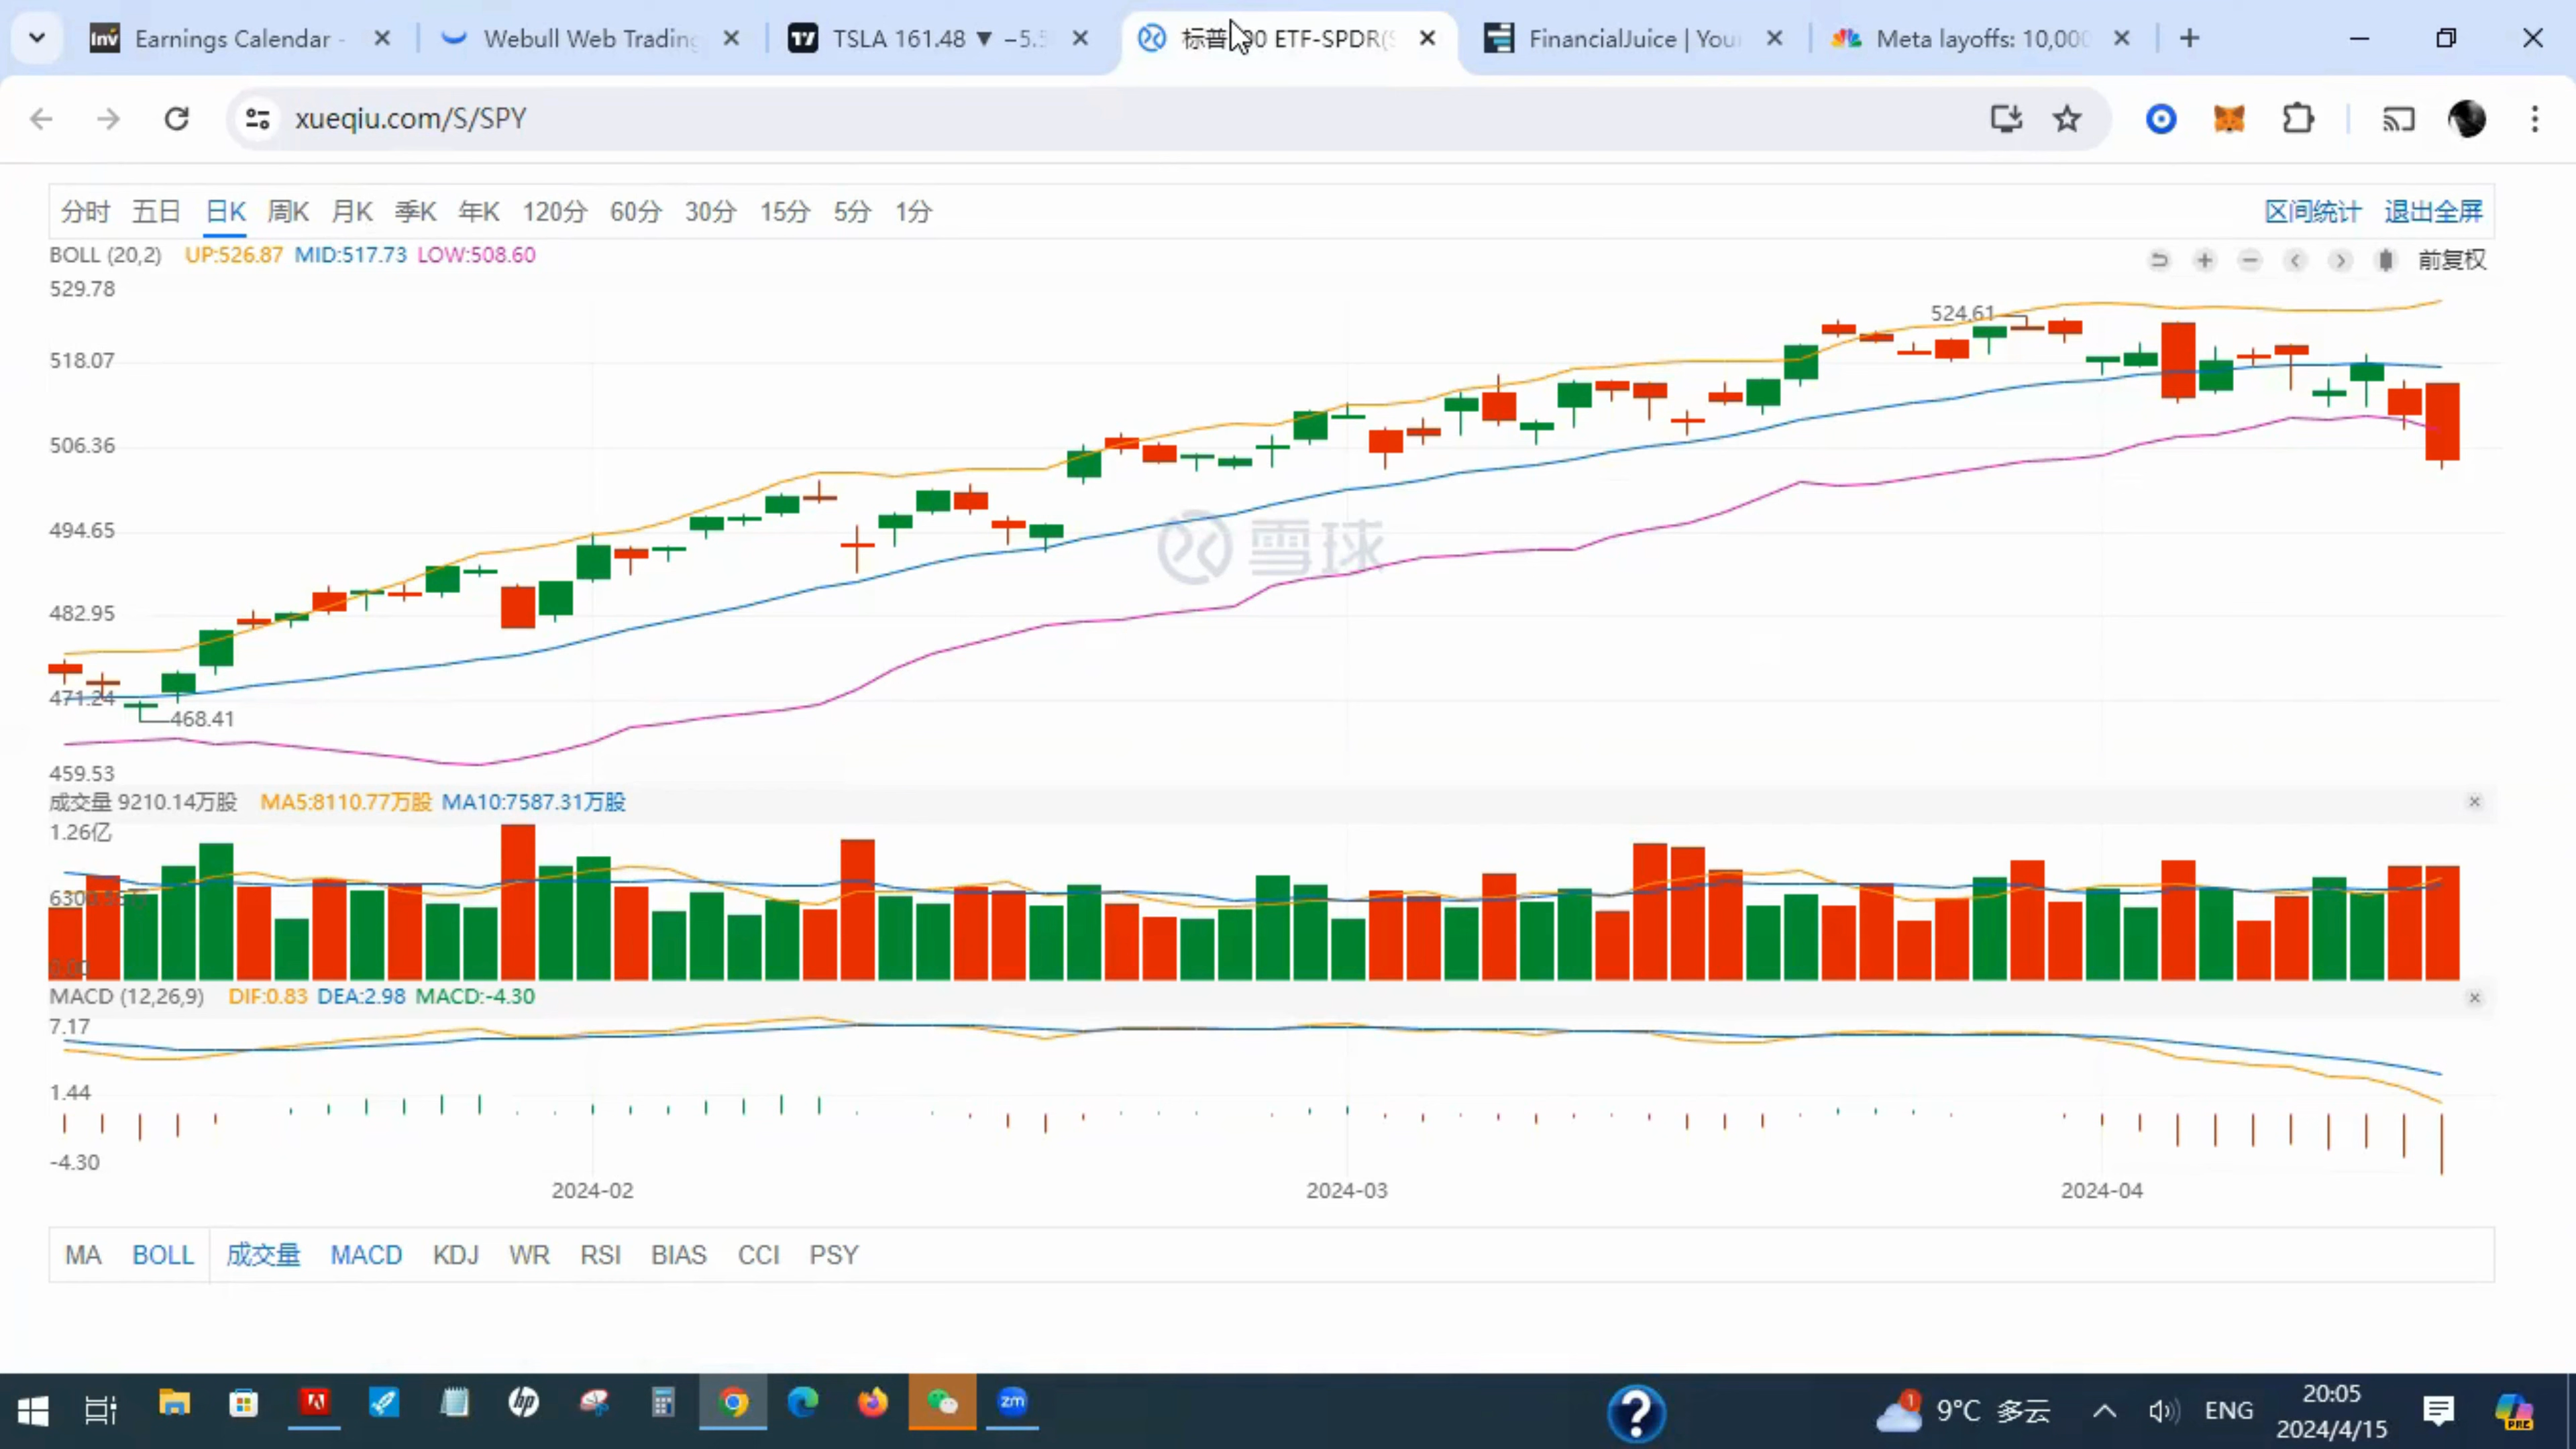 Earnings Calendar -
Webull Web Trading
TSLA 161.48 ▼ −5.5
标普 00 ETF-SPDR(S
FinancialJuice | You
Meta layoffs: 10,000
xueqiu.com/S/SPY
分时 五日 日K 周K 月K 季K 年K 120分 60分 30分 15分 5分 1分
区间统计 退出全屏
BOLL (20,2) UP:526.87 MID:517.73 LOW:508.60
前复权
529.78
524.61
518.07
506.36
494.65
雪球
482.95
471.24
468.41
459.53
成交量 9210.14万股 MA5:8110.77万股 MA10:7587.31万股
1.26亿
0.00
MACD (12,26,9) DIF:0.83 DEA:2.98 MACD:-4.30
7.17
1.44
-4.30
2024-02
2024-03
2024-04
MA BOLL 成交量 MACD KDJ WR RSI BIAS CCI PSY
zm
1
9°C 多云
ENG
20:05
2024/4/15
PRE